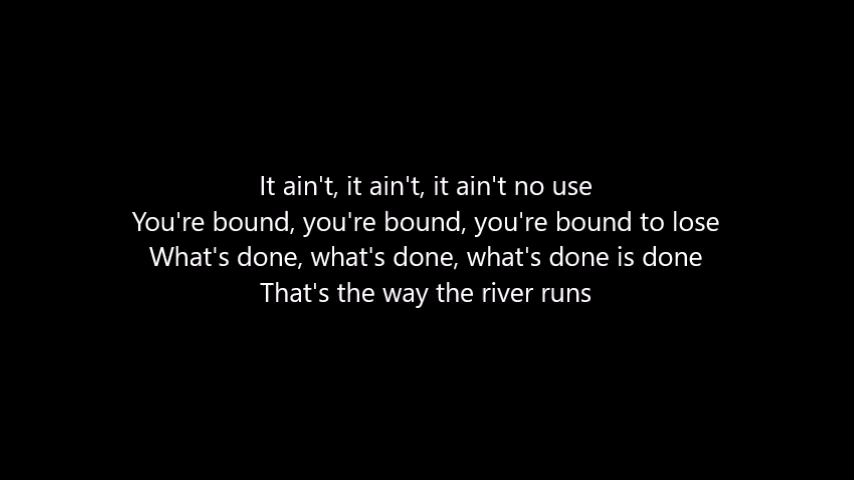 It ain't, it ain't, it ain't no use
You're bound, you're bound, you're bound to lose
What's done, what's done, what's done is done
That's the way the river runs